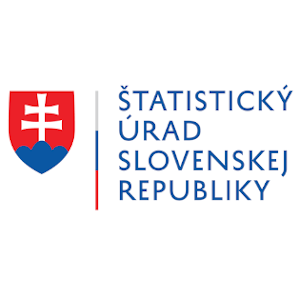 ŠTATISTICKÝ
ÚRAD
SLOVENSKEJ
REPUBLIKY